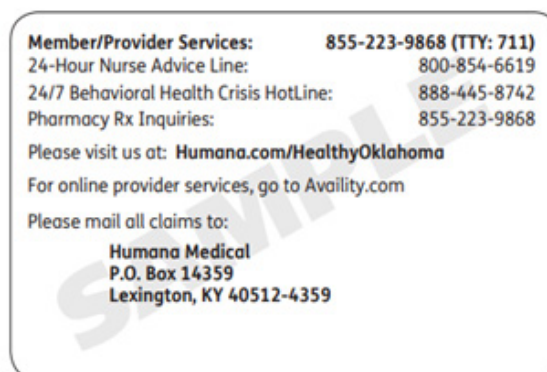 Member/Provider Services: 855-223-9868 (TTY: 711)
24-Hour Nurse Advice Line: 800-854-6619
24/7 Behavioral Health Crisis HotLine: 888-445-8742
Pharmacy Rx Inquiries: 855-223-9868
Please visit us at: Humana.com/HealthyOklahoma
For online provider services, go to Availity.com
Please mail all claims to:
Humana Medical
P.O. Box 14359
Lexington, KY 40512-4359
SAMPLE